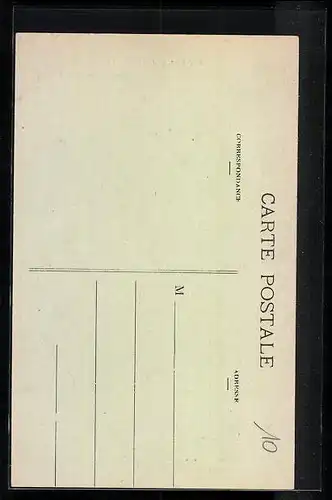 CARTE POSTALE
CORRESPONDANCE
ADRESSE
M
10